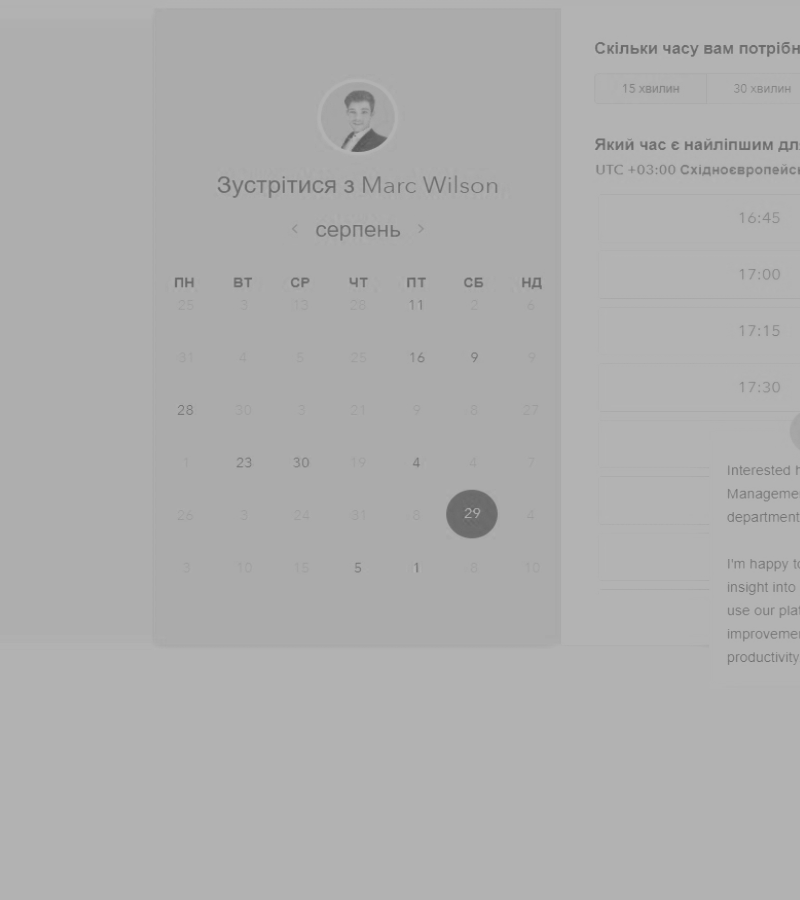 Зустрітися з Marc Wilson
‹ серпень ›
ПН ВТ СР ЧТ ПТ СБ НД
25 3 13 28 11 2 6
31 4 5 25 16 9 9
28 30 3 21 9 8 27
1 23 30 19 4 4 7
26 3 24 31 8 29 4
3 10 15 5 1 8 10
Скільки часу вам потрібн
15 хвилин 30 хвилин
Який час є найліпшим дл
UTC +03:00 Східноєвропейсь
16:45
17:00
17:15
17:30
Interested h
Manageme
department
I'm happy to
insight into
use our plat
improvemen
productivity